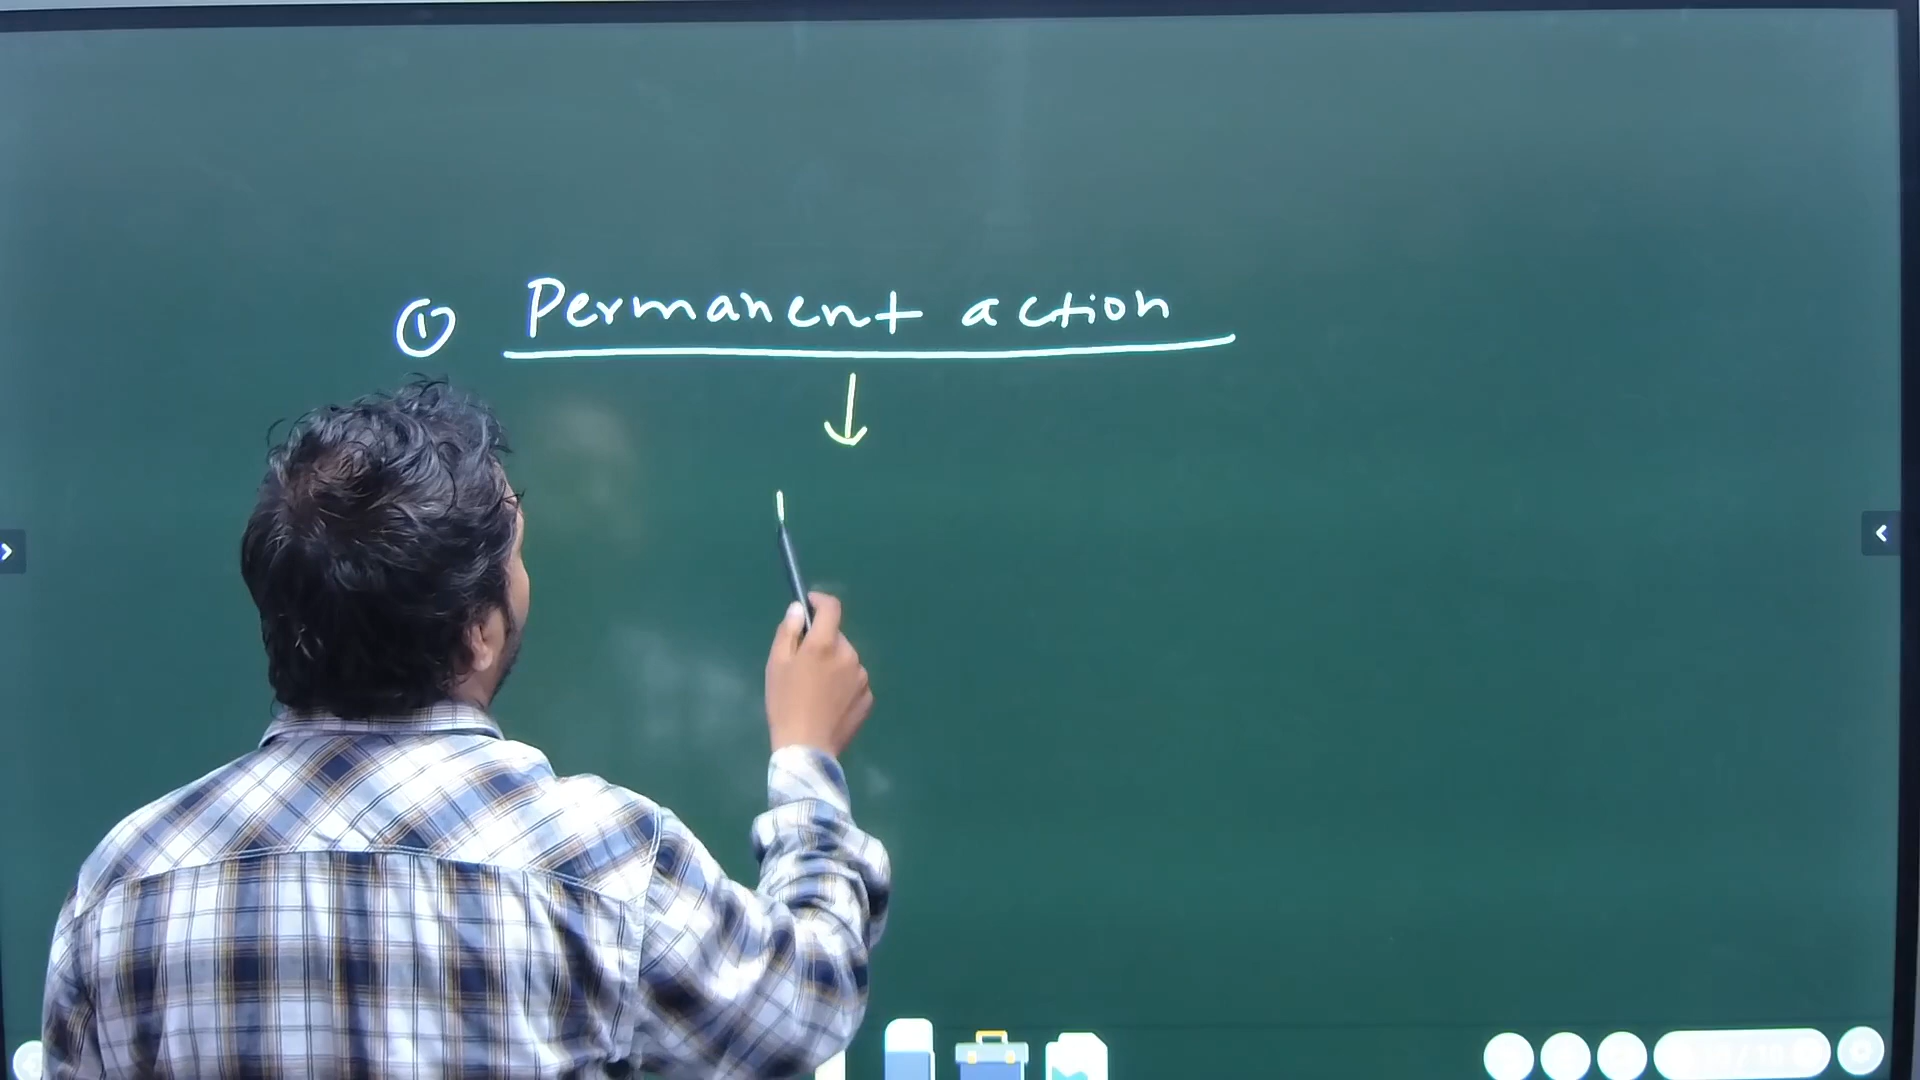 ① Permanent action